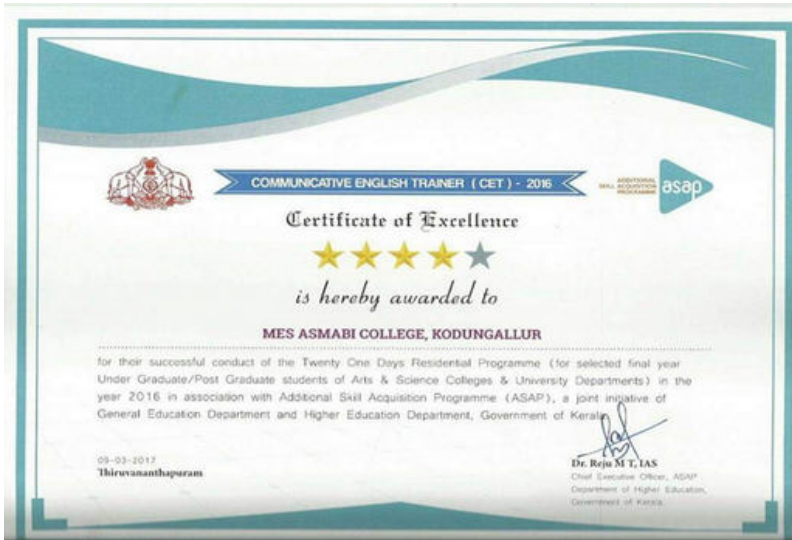 COMMUNICATIVE ENGLISH TRAINER ( CET ) - 2016
ADDITIONAL
SKILL ACQUISITION
PROGRAMME
asap
Certificate of Excellence
is hereby awarded to
MES ASMABI COLLEGE, KODUNGALLUR
for their successful conduct of the Twenty One Days Residential Programme (for selected final year
Under Graduate/Post Graduate students of Arts & Science Colleges & University Departments) in the
year 2016 in association with Additional Skill Acquisition Programme (ASAP), a joint initiative of
General Education Department and Higher Education Department, Government of Kerala.
09-03-2017
Thiruvananthapuram
Dr. Reju M T, IAS
Chief Executive Officer, ASAP
Department of Higher Education,
Government of Kerala